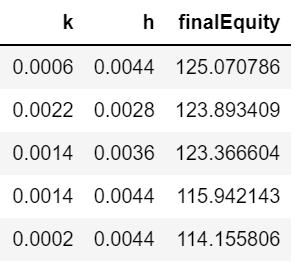 k h finalEquity
0.0006 0.0044 125.070786
0.0022 0.0028 123.893409
0.0014 0.0036 123.366604
0.0014 0.0044 115.942143
0.0002 0.0044 114.155806